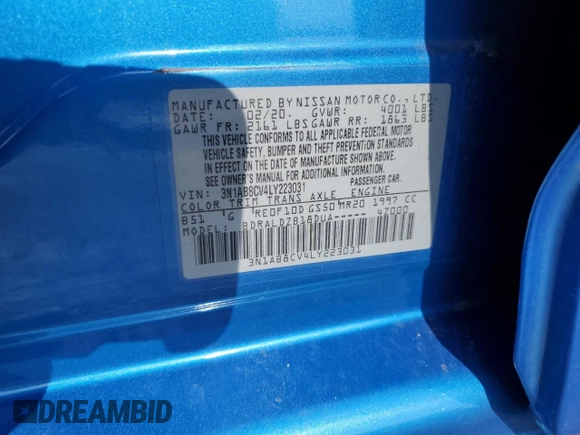 MANUFACTURED BY NISSAN MOTOR CO., LTD.
DATE: 02/20. GVWR: 4001 LBS
GAWR FR: 2161 LBS GAWR RR: 1863 LBS
THIS VEHICLE CONFORMS TO ALL APPLICABLE FEDERAL MOTOR
VEHICLE SAFETY, BUMPER AND THEFT PREVENTION STANDARDS
IN EFFECT ON THE DATE OF MANUFACTURE SHOWN ABOVE.
SEE OWNER'S MANUAL FOR ADDITIONAL INFORMATION.
VIN: 3N1AB8CV4LY223031 PASSENGER CAR.
COLOR TRIM TRANS AXLE ENGINE
B51 G RE0F10D GS50 MR20 1997 CC
MODEL: BDRALDZB18DUA----- 4Z000
3N1AB8CV4LY223031
DREAMBID